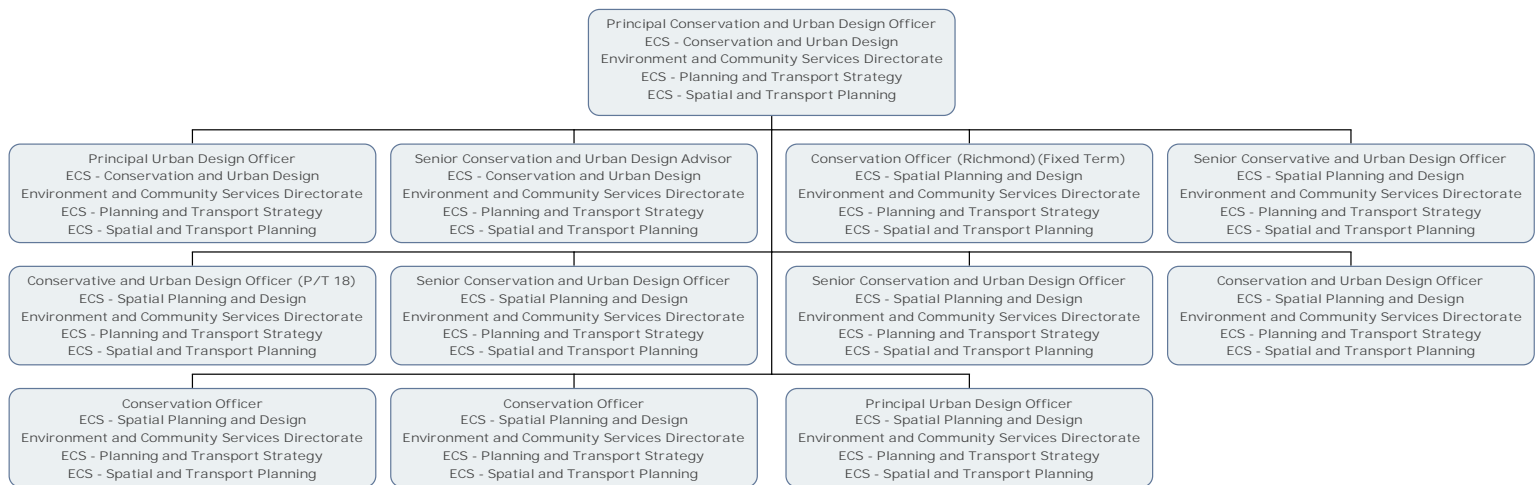 Principal Conservation and Urban Design Officer
ECS - Conservation and Urban Design
Environment and Community Services Directorate
ECS - Planning and Transport Strategy
ECS - Spatial and Transport Planning
Principal Urban Design Officer
ECS - Conservation and Urban Design
Environment and Community Services Directorate
ECS - Planning and Transport Strategy
ECS - Spatial and Transport Planning
Senior Conservation and Urban Design Advisor
ECS - Conservation and Urban Design
Environment and Community Services Directorate
ECS - Planning and Transport Strategy
ECS - Spatial and Transport Planning
Conservation Officer (Richmond)(Fixed Term)
ECS - Spatial Planning and Design
Environment and Community Services Directorate
ECS - Planning and Transport Strategy
ECS - Spatial and Transport Planning
Senior Conservative and Urban Design Officer
ECS - Spatial Planning and Design
Environment and Community Services Directorate
ECS - Planning and Transport Strategy
ECS - Spatial and Transport Planning
Conservative and Urban Design Officer (P/T 18)
ECS - Spatial Planning and Design
Environment and Community Services Directorate
ECS - Planning and Transport Strategy
ECS - Spatial and Transport Planning
Senior Conservation and Urban Design Officer
ECS - Spatial Planning and Design
Environment and Community Services Directorate
ECS - Planning and Transport Strategy
ECS - Spatial and Transport Planning
Senior Conservation and Urban Design Officer
ECS - Spatial Planning and Design
Environment and Community Services Directorate
ECS - Planning and Transport Strategy
ECS - Spatial and Transport Planning
Conservation and Urban Design Officer
ECS - Spatial Planning and Design
Environment and Community Services Directorate
ECS - Planning and Transport Strategy
ECS - Spatial and Transport Planning
Conservation Officer
ECS - Spatial Planning and Design
Environment and Community Services Directorate
ECS - Planning and Transport Strategy
ECS - Spatial and Transport Planning
Conservation Officer
ECS - Spatial Planning and Design
Environment and Community Services Directorate
ECS - Planning and Transport Strategy
ECS - Spatial and Transport Planning
Principal Urban Design Officer
ECS - Spatial Planning and Design
Environment and Community Services Directorate
ECS - Planning and Transport Strategy
ECS - Spatial and Transport Planning